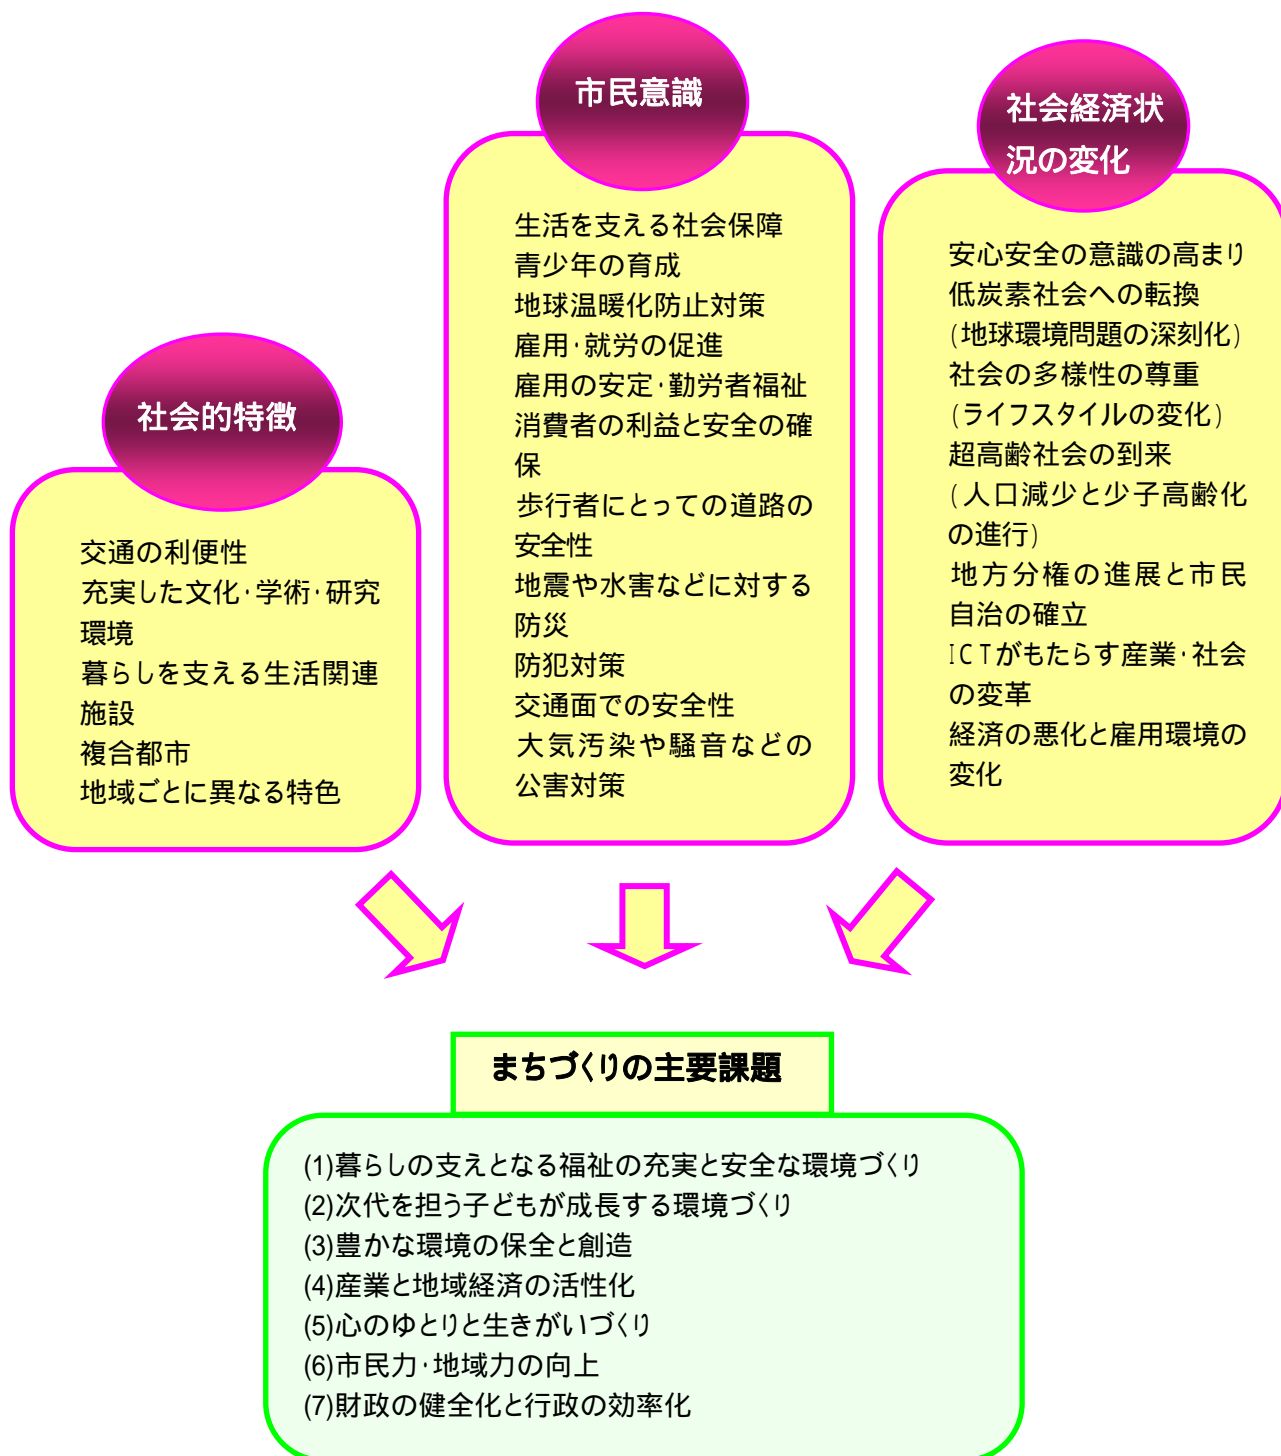 社会的特徴
交通の利便性
充実した文化・学術・研究
環境
暮らしを支える生活関連
施設
複合都市
地域ごとに異なる特色
市民意識
生活を支える社会保障
青少年の育成
地球温暖化防止対策
雇用・就労の促進
雇用の安定・勤労者福祉
消費者の利益と安全の確
保
歩行者にとっての道路の
安全性
地震や水害などに対する
防災
防犯対策
交通面での安全性
大気汚染や騒音などの
公害対策
社会経済状
況の変化
安心安全の意識の高まり
低炭素社会への転換
(地球環境問題の深刻化)
社会の多様性の尊重
(ライフスタイルの変化)
超高齢社会の到来
(人口減少と少子高齢化
の進行)
地方分権の進展と市民
自治の確立
ICTがもたらす産業・社会
の変革
経済の悪化と雇用環境の
変化
まちづくりの主要課題
(1)暮らしの支えとなる福祉の充実と安全な環境づくり
(2)次代を担う子どもが成長する環境づくり
(3)豊かな環境の保全と創造
(4)産業と地域経済の活性化
(5)心のゆとりと生きがいづくり
(6)市民力・地域力の向上
(7)財政の健全化と行政の効率化